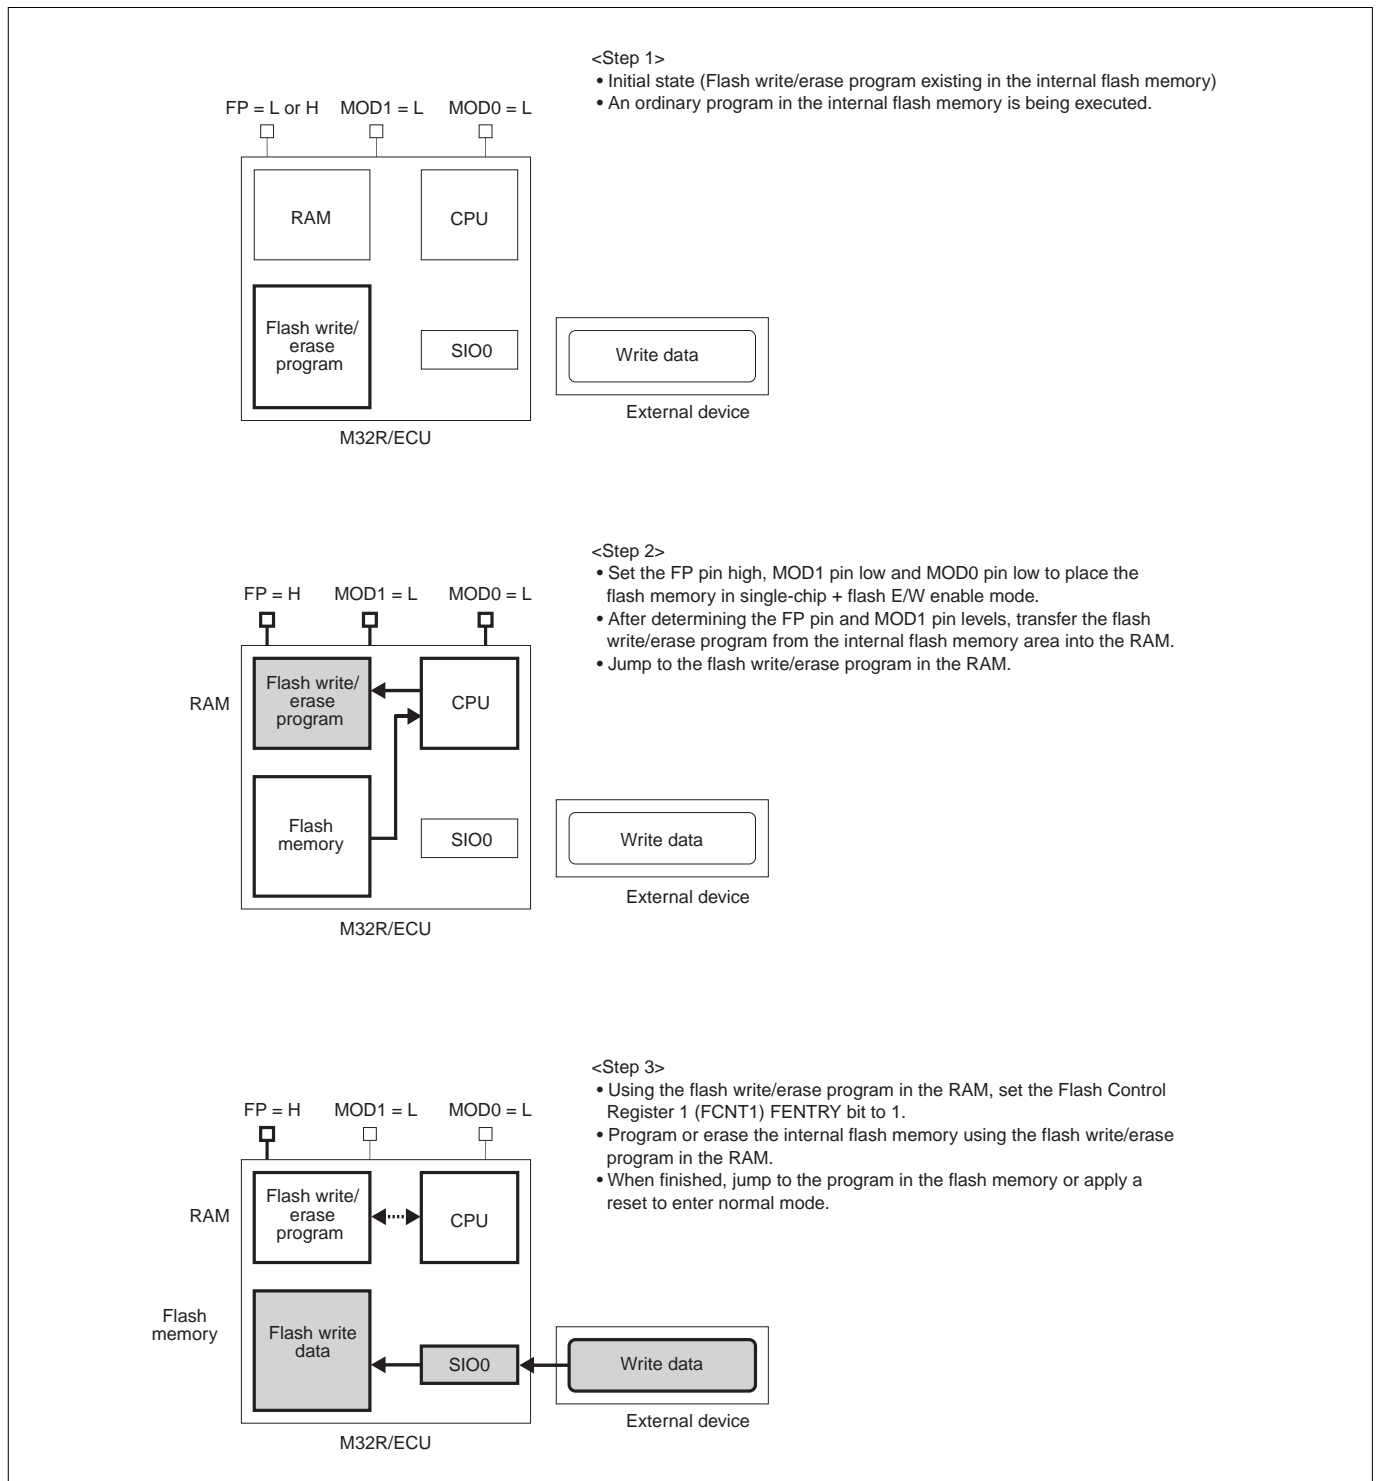 <Step 1>
• Initial state (Flash write/erase program existing in the internal flash memory)
• An ordinary program in the internal flash memory is being executed.
FP = L or H MOD1 = L MOD0 = L
RAM
CPU
Flash write/
erase
program
SIO0
Write data
External device
M32R/ECU
<Step 2>
• Set the FP pin high, MOD1 pin low and MOD0 pin low to place the
flash memory in single-chip + flash E/W enable mode.
• After determining the FP pin and MOD1 pin levels, transfer the flash
write/erase program from the internal flash memory area into the RAM.
• Jump to the flash write/erase program in the RAM.
FP = H MOD1 = L MOD0 = L
RAM
Flash write/
erase
program
CPU
Flash
memory
SIO0
Write data
External device
M32R/ECU
<Step 3>
• Using the flash write/erase program in the RAM, set the Flash Control
Register 1 (FCNT1) FENTRY bit to 1.
• Program or erase the internal flash memory using the flash write/erase
program in the RAM.
• When finished, jump to the program in the flash memory or apply a
reset to enter normal mode.
FP = H MOD1 = L MOD0 = L
RAM
Flash write/
erase
program
CPU
Flash
memory
Flash write
data
SIO0
Write data
External device
M32R/ECU